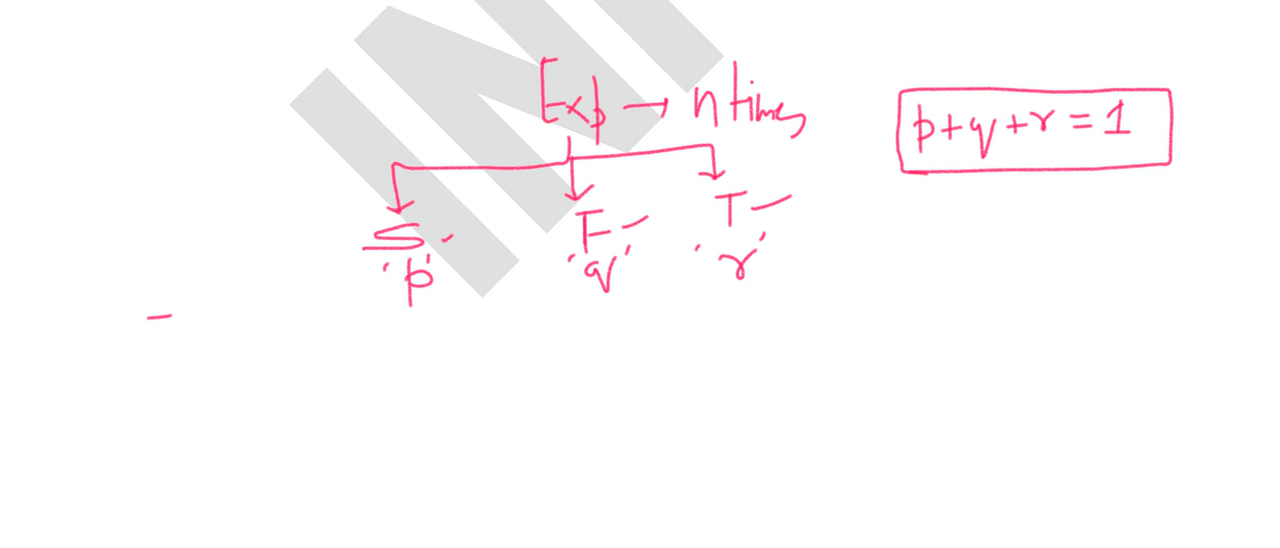 Exp → n times
p+q+r=1
S F T
'p' 'q' 'r'